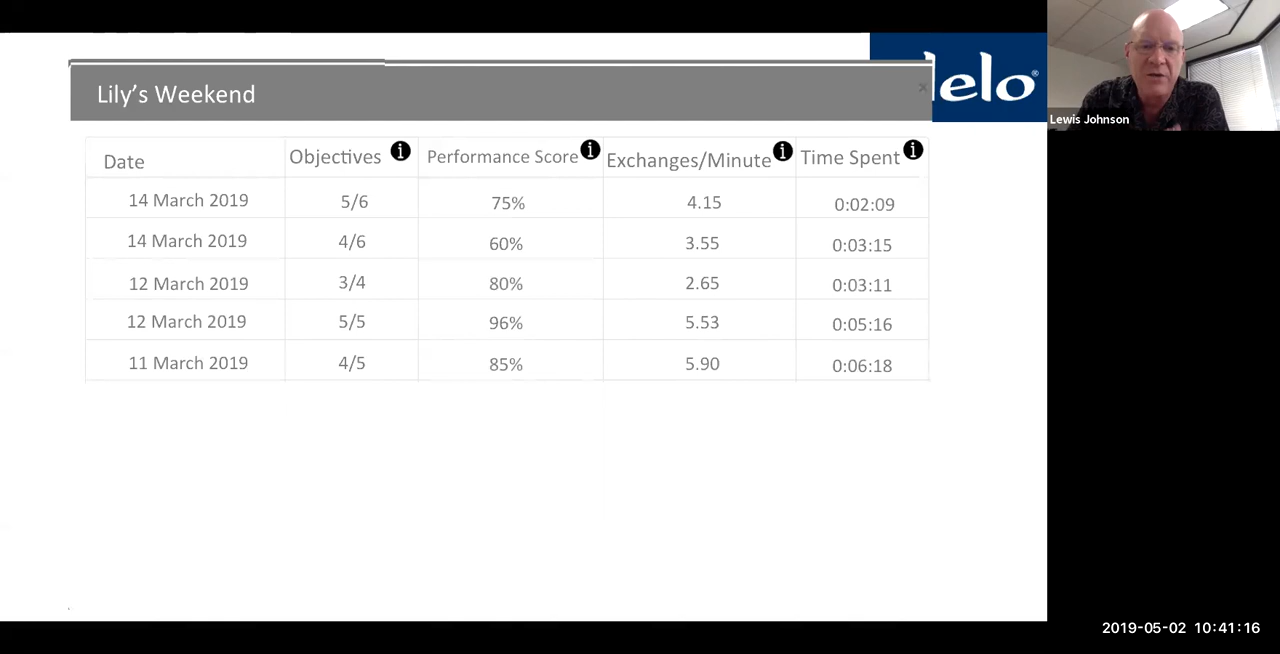 Lily's Weekend
elo®
Lewis Johnson
Date Objectives Performance Score Exchanges/Minute Time Spent
14 March 2019 5/6 75% 4.15 0:02:09
14 March 2019 4/6 60% 3.55 0:03:15
12 March 2019 3/4 80% 2.65 0:03:11
12 March 2019 5/5 96% 5.53 0:05:16
11 March 2019 4/5 85% 5.90 0:06:18
2019-05-02 10:41:16